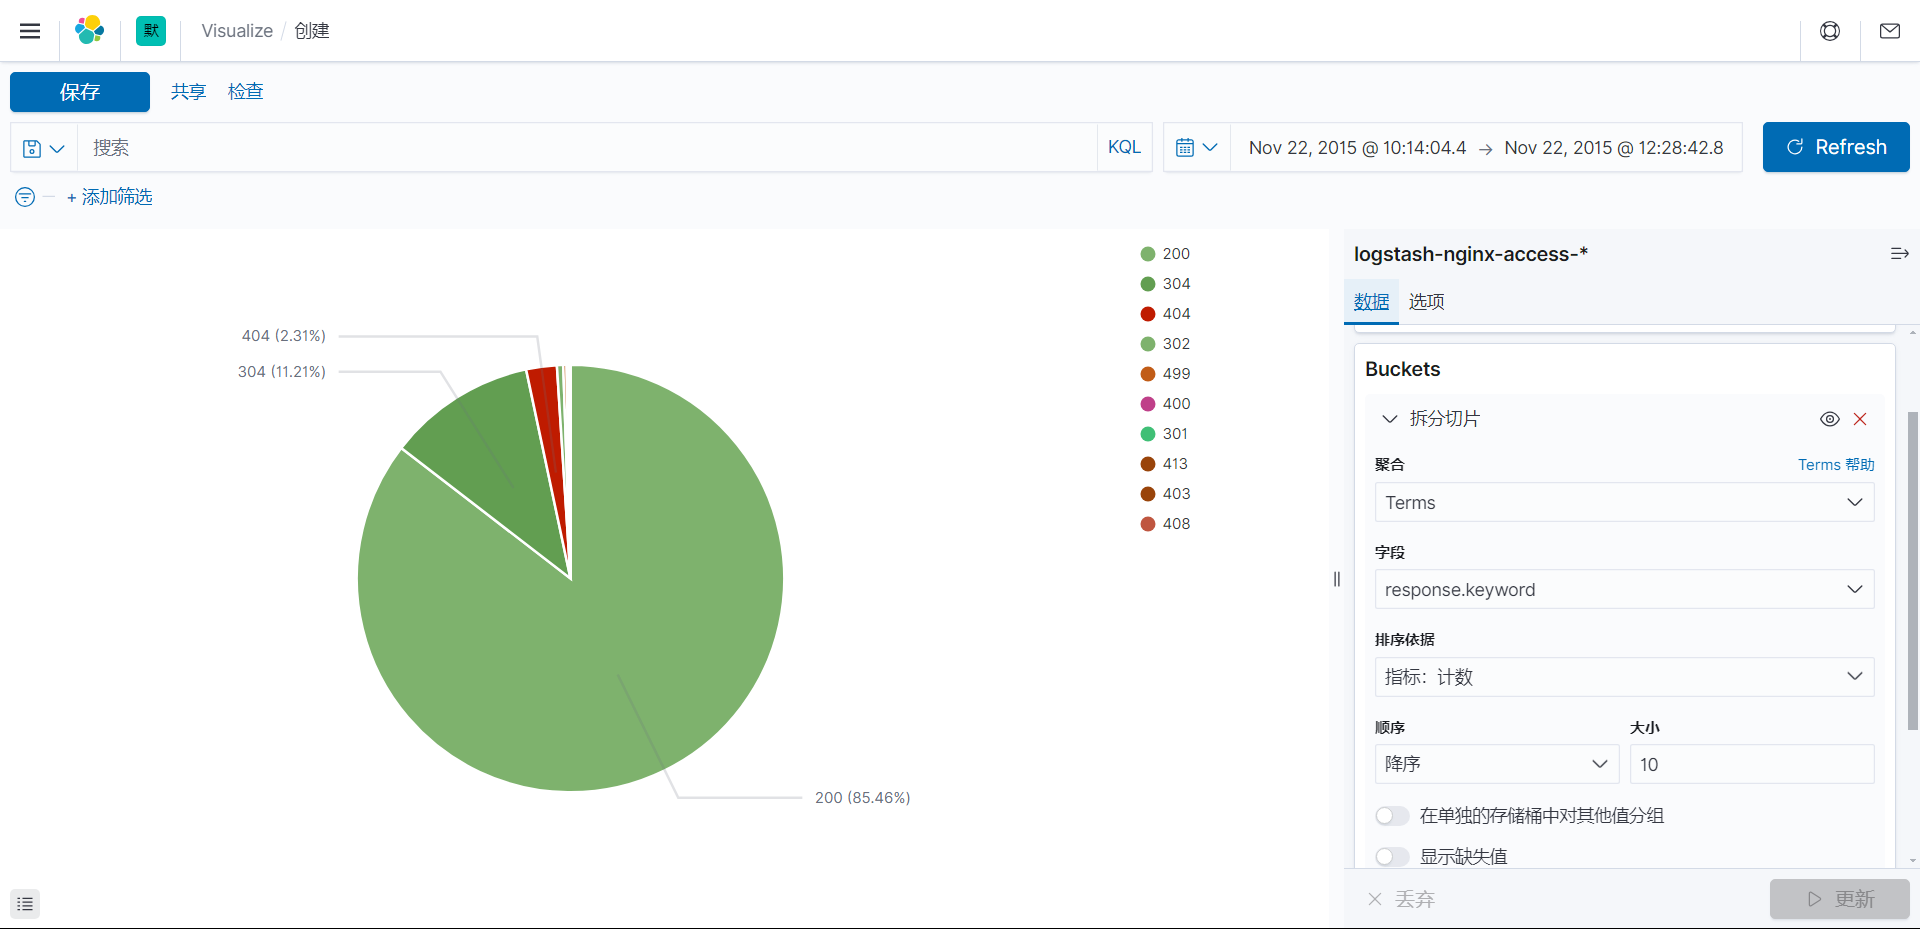 默 Visualize / 创建
保存 共享 检查
搜索 KQL Nov 22, 2015 @ 10:14:04.4 → Nov 22, 2015 @ 12:28:42.8 Refresh
+ 添加筛选
200
304
404
302
499
400
301
413
403
408
404 (2.31%)
304 (11.21%)
200 (85.46%)
logstash-nginx-access-*
数据 选项
Buckets
拆分切片
聚合 Terms 帮助
Terms
字段
response.keyword
排序依据
指标：计数
顺序 大小
降序 10
在单独的存储桶中对其他值分组
显示缺失值
丢弃 更新